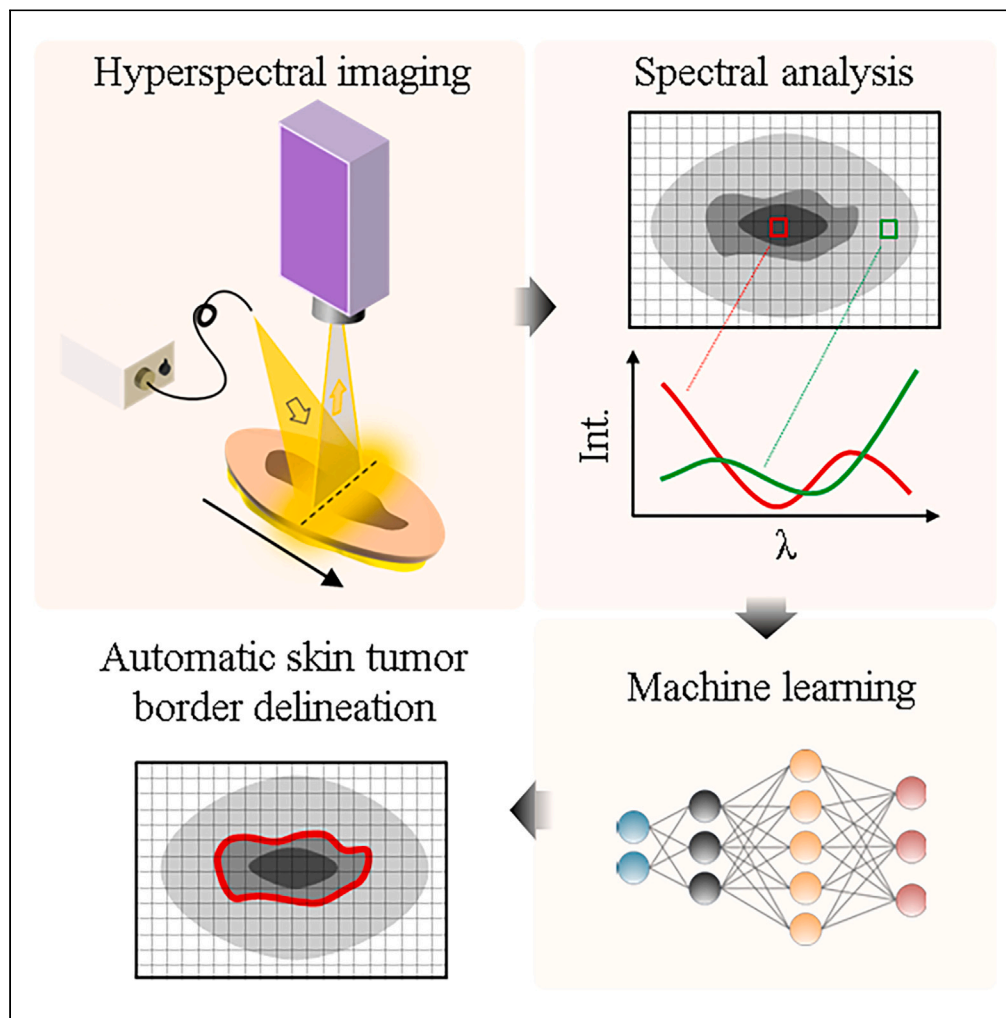 Hyperspectral imaging
Spectral analysis
Int.
λ
Automatic skin tumor
border delineation
Machine learning